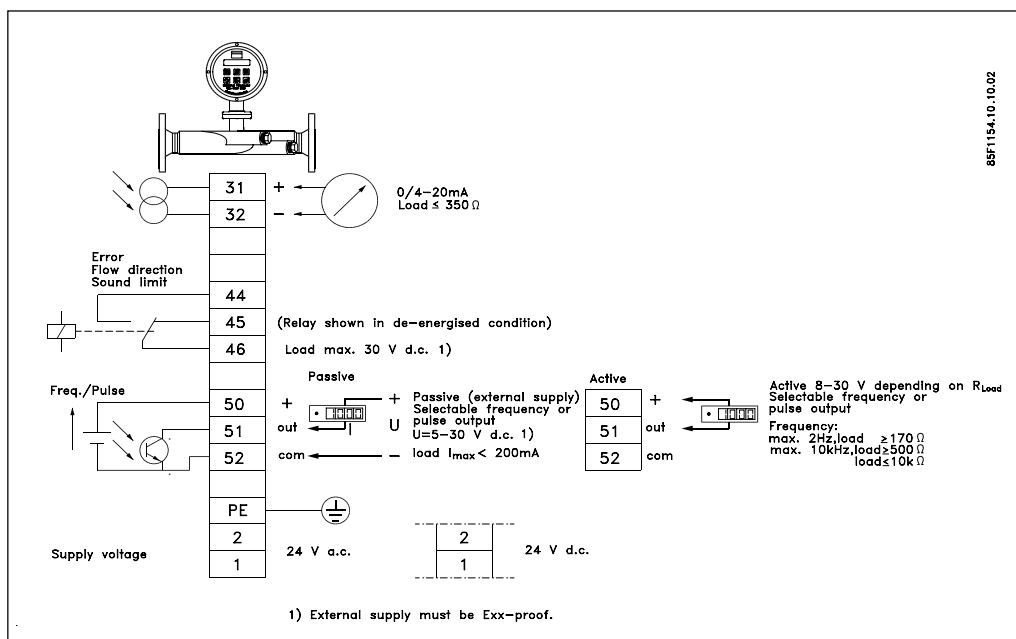 85F1154.10.10.02
31 +
32 -
0/4-20mA
Load ≤ 350 Ω
Error
Flow direction
Sound limit
44
45 (Relay shown in de-energised condition)
46 Load max. 30 V d.c. 1)
Freq./Pulse
Passive
50 +
51 out
52 com
1000
+ Passive (external supply)
Selectable frequency or
pulse output
U U=5-30 V d.c. 1)
- load Imax< 200mA
Active
50 +
51 out
52 com
1000
Active 8-30 V depending on RLoad
Selectable frequency or
pulse output
Frequency:
max. 2Hz,load ≥170 Ω
max. 10kHz,load≥500 Ω
load≤10k Ω
PE
Supply voltage
2
1
24 V a.c.
2
1
24 V d.c.
1) External supply must be Exx-proof.